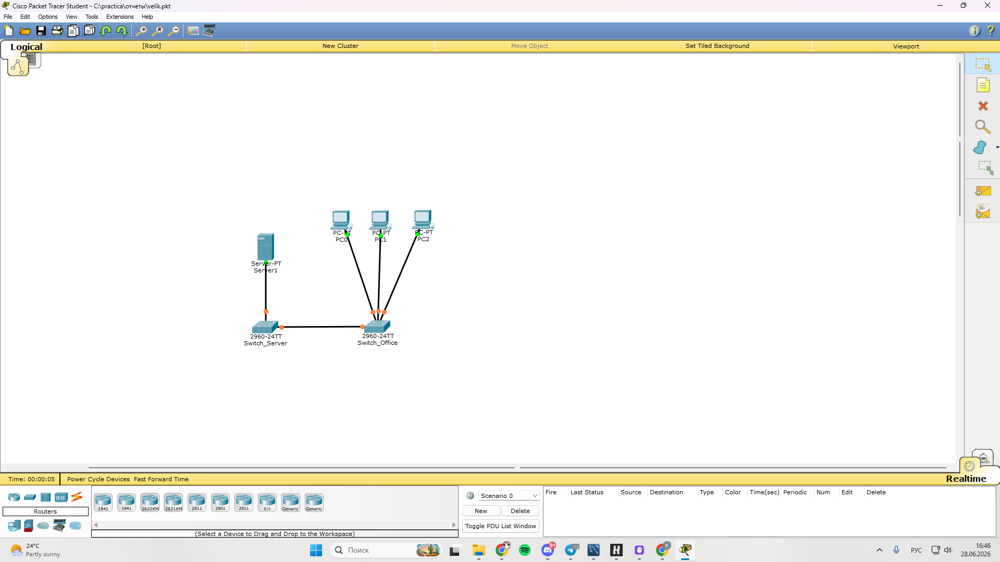 Cisco Packet Tracer Student - C:\practica\отчеты\velik.pkt
File Edit Options View Tools Extensions Help
Logical [Root] New Cluster Move Object Set Tiled Background Viewport
PC-PT PC-PT PC-PT
PC0 PC1 PC2
Server-PT
Server1
2960-24TT 2960-24TT
Switch_Server Switch_Office
Realtime
Time: 00:00:05 Power Cycle Devices Fast Forward Time
Routers
1841 1941 2620XM 2621XM 2811 2901 2911 819 Generic Generic
(Select a Device to Drag and Drop to the Workspace)
Scenario 0
New Delete
Toggle PDU List Window
Fire Last Status Source Destination Type Color Time(sec) Periodic Num Edit Delete
24°C
Partly sunny
Поиск
9+
15
K
РУС
16:46
28.06.2026